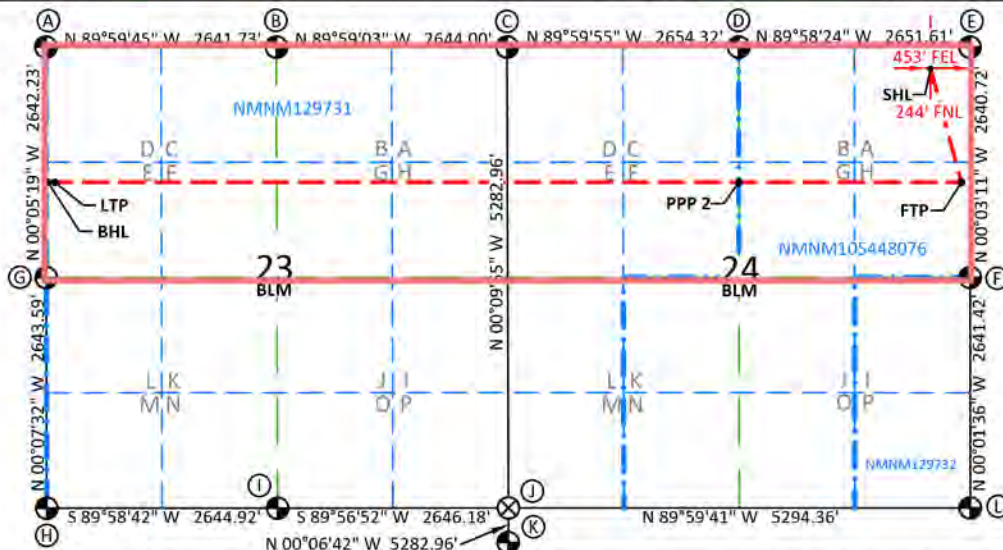 A B C D E
N 89°59'45" W 2641.73' N 89°59'03" W 2644.00' N 89°59'55" W 2654.32' N 89°58'24" W 2651.61'
453' FEL
SHL
244' FNL
NMNM129731
2642.23'
N 00°05'19" W
2640.72'
N 00°03'11" W
D C B A D C B A
E F G H E F G H
LTP
BHL
PPP 2
FTP
5282.96'
N 00°09'55" W
NMNM105448076
G 23 24 F
BLM BLM
2643.59'
N 00°07'32" W
2641.42'
N 00°01'36" W
L K J I L K J I
M N O P M N O P
NMNM129732
I J L
S 89°58'42" W 2644.92' S 89°56'52" W 2646.18' N 89°59'41" W 5294.36'
H K
N 00°06'42" W 5282.96'